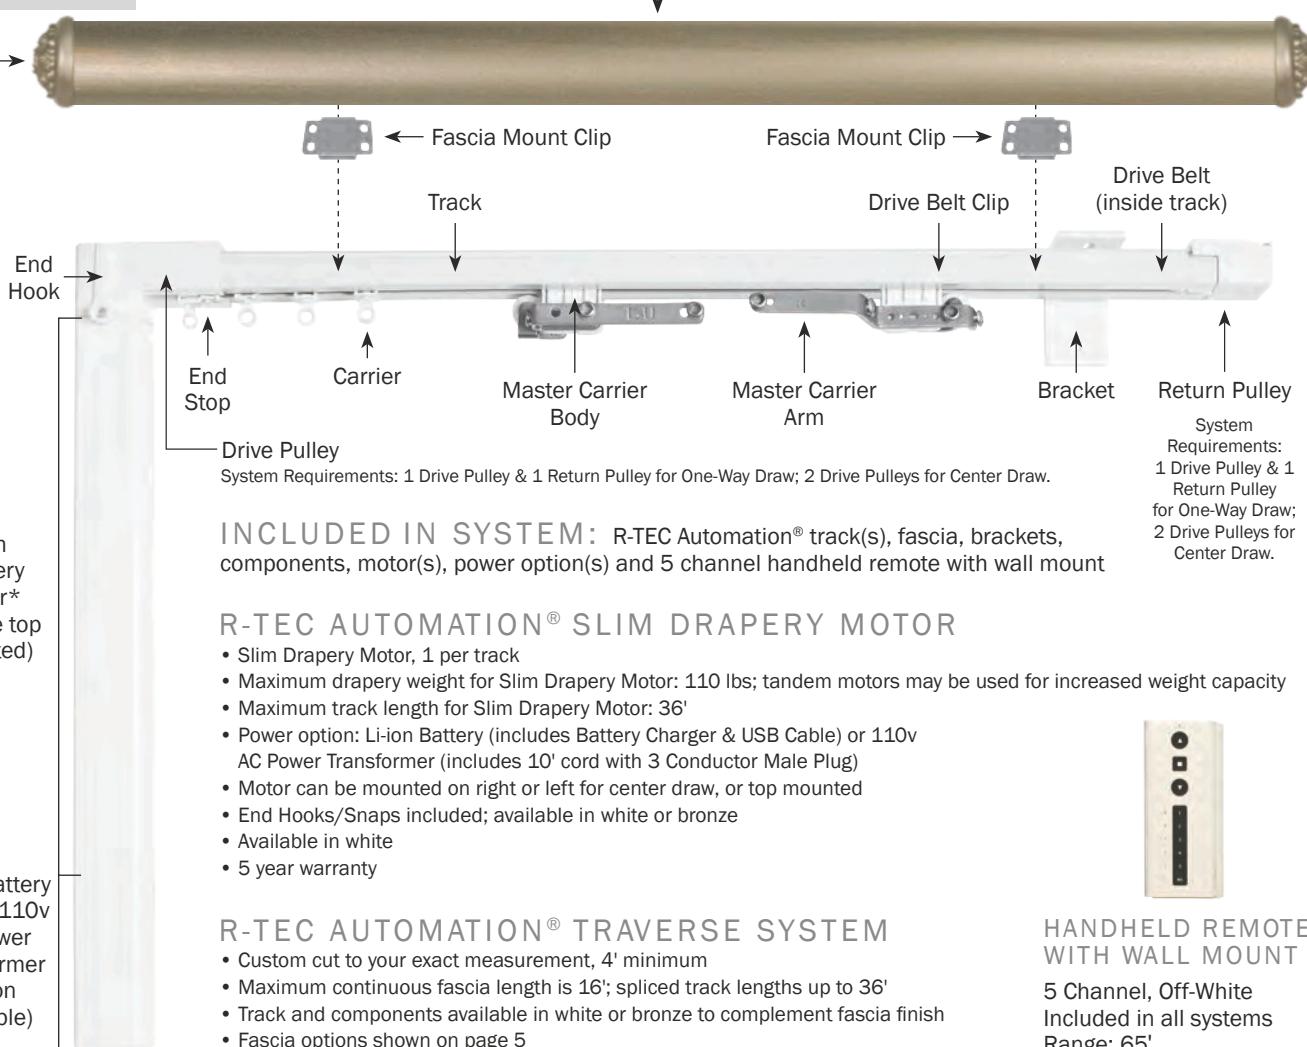 Fascia Mount Clip
Fascia Mount Clip
Drive Belt
(inside track)
Track
Drive Belt Clip
End
Hook
End
Stop
Carrier
Master Carrier
Body
Master Carrier
Arm
Bracket
Return Pulley
System
Requirements:
1 Drive Pulley & 1
Return Pulley
for One-Way Draw;
2 Drive Pulleys for
Center Draw.
Drive Pulley
System Requirements: 1 Drive Pulley & 1 Return Pulley for One-Way Draw; 2 Drive Pulleys for Center Draw.
INCLUDED IN SYSTEM: R-TEC Automation® track(s), fascia, brackets,
components, motor(s), power option(s) and 5 channel handheld remote with wall mount
R-TEC AUTOMATION® SLIM DRAPERY MOTOR
• Slim Drapery Motor, 1 per track
• Maximum drapery weight for Slim Drapery Motor: 110 lbs; tandem motors may be used for increased weight capacity
• Maximum track length for Slim Drapery Motor: 36'
• Power option: Li-ion Battery (includes Battery Charger & USB Cable) or 110v
AC Power Transformer (includes 10' cord with 3 Conductor Male Plug)
• Motor can be mounted on right or left for center draw, or top mounted
• End Hooks/Snaps included; available in white or bronze
• Available in white
• 5 year warranty
R-TEC AUTOMATION® TRAVERSE SYSTEM
• Custom cut to your exact measurement, 4' minimum
• Maximum continuous fascia length is 16'; spliced track lengths up to 36'
• Track and components available in white or bronze to complement fascia finish
• Fascia options shown on page 5
HANDHELD REMOTE
WITH WALL MOUNT
5 Channel, Off-White
Included in all systems
Range: 65'
top
110v